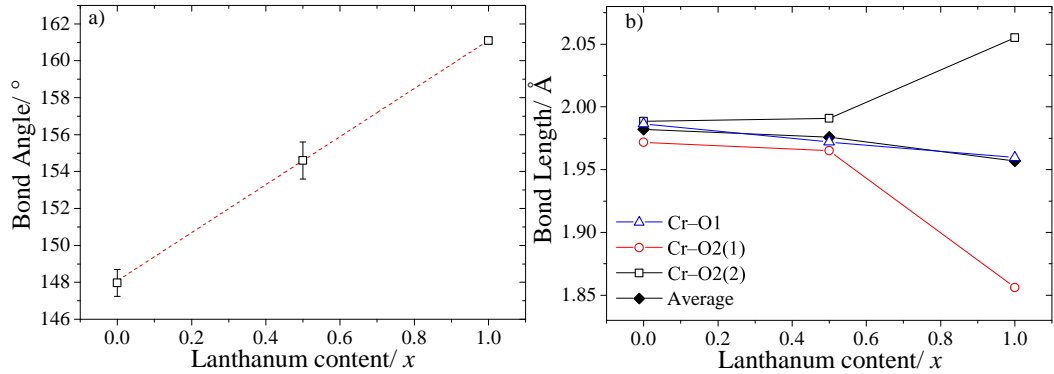 a)
162
160
158
156
154
152
150
148
146
Bond Angle/ °
0.0 0.2 0.4 0.6 0.8 1.0
Lanthanum content/ x
b)
2.05
2.00
1.95
1.90
1.85
Bond Length/ Å
Cr–O1
Cr–O2(1)
Cr–O2(2)
Average
0.0 0.2 0.4 0.6 0.8 1.0
Lanthanum content/ x